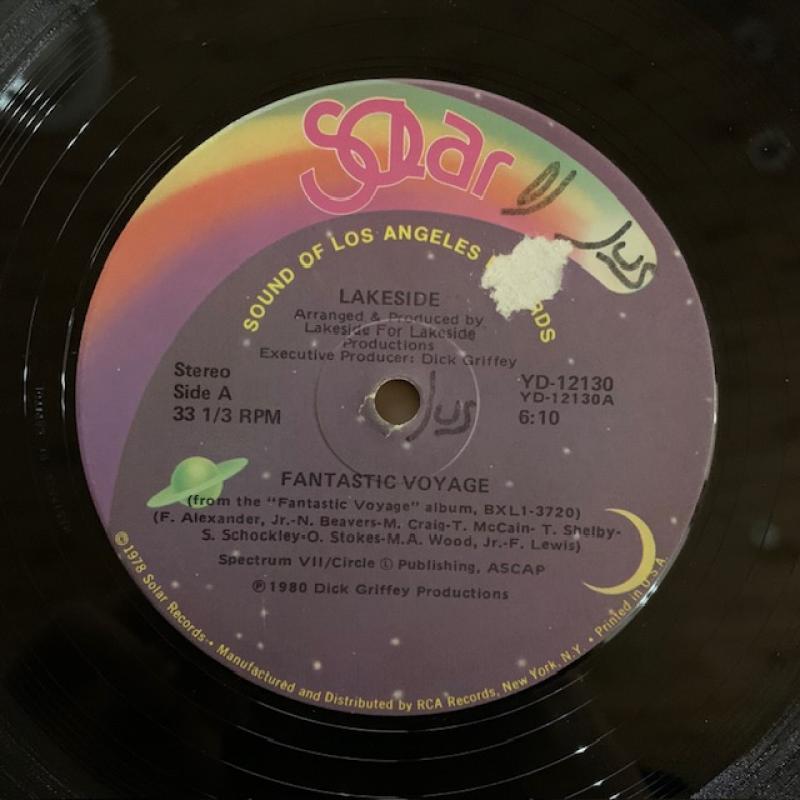 Solar
SOUND OF LOS ANGELES
LAKESIDE
Arranged & Produced by
Lakeside For Lakeside
Productions
Executive Producer: Dick Griffey
Stereo
Side A
33 1/3 RPM
YD-12130
YD-12130A
6:10
Jus
Jus
FANTASTIC VOYAGE
(from the "Fantastic Voyage" album, BXL1-3720)
(F. Alexander, Jr.-N. Beavers-M. Craig-T. McCain- T. Shelby-
S. Schockley-O. Stokes-M.A. Wood, Jr.-F. Lewis)
Spectrum VII/Circle Ⓛ Publishing, ASCAP
℗ 1980 Dick Griffey Productions
© 1978 Solar Records • Manufactured and Distributed by RCA Records, New York, N.Y. • Printed in U.S.A.